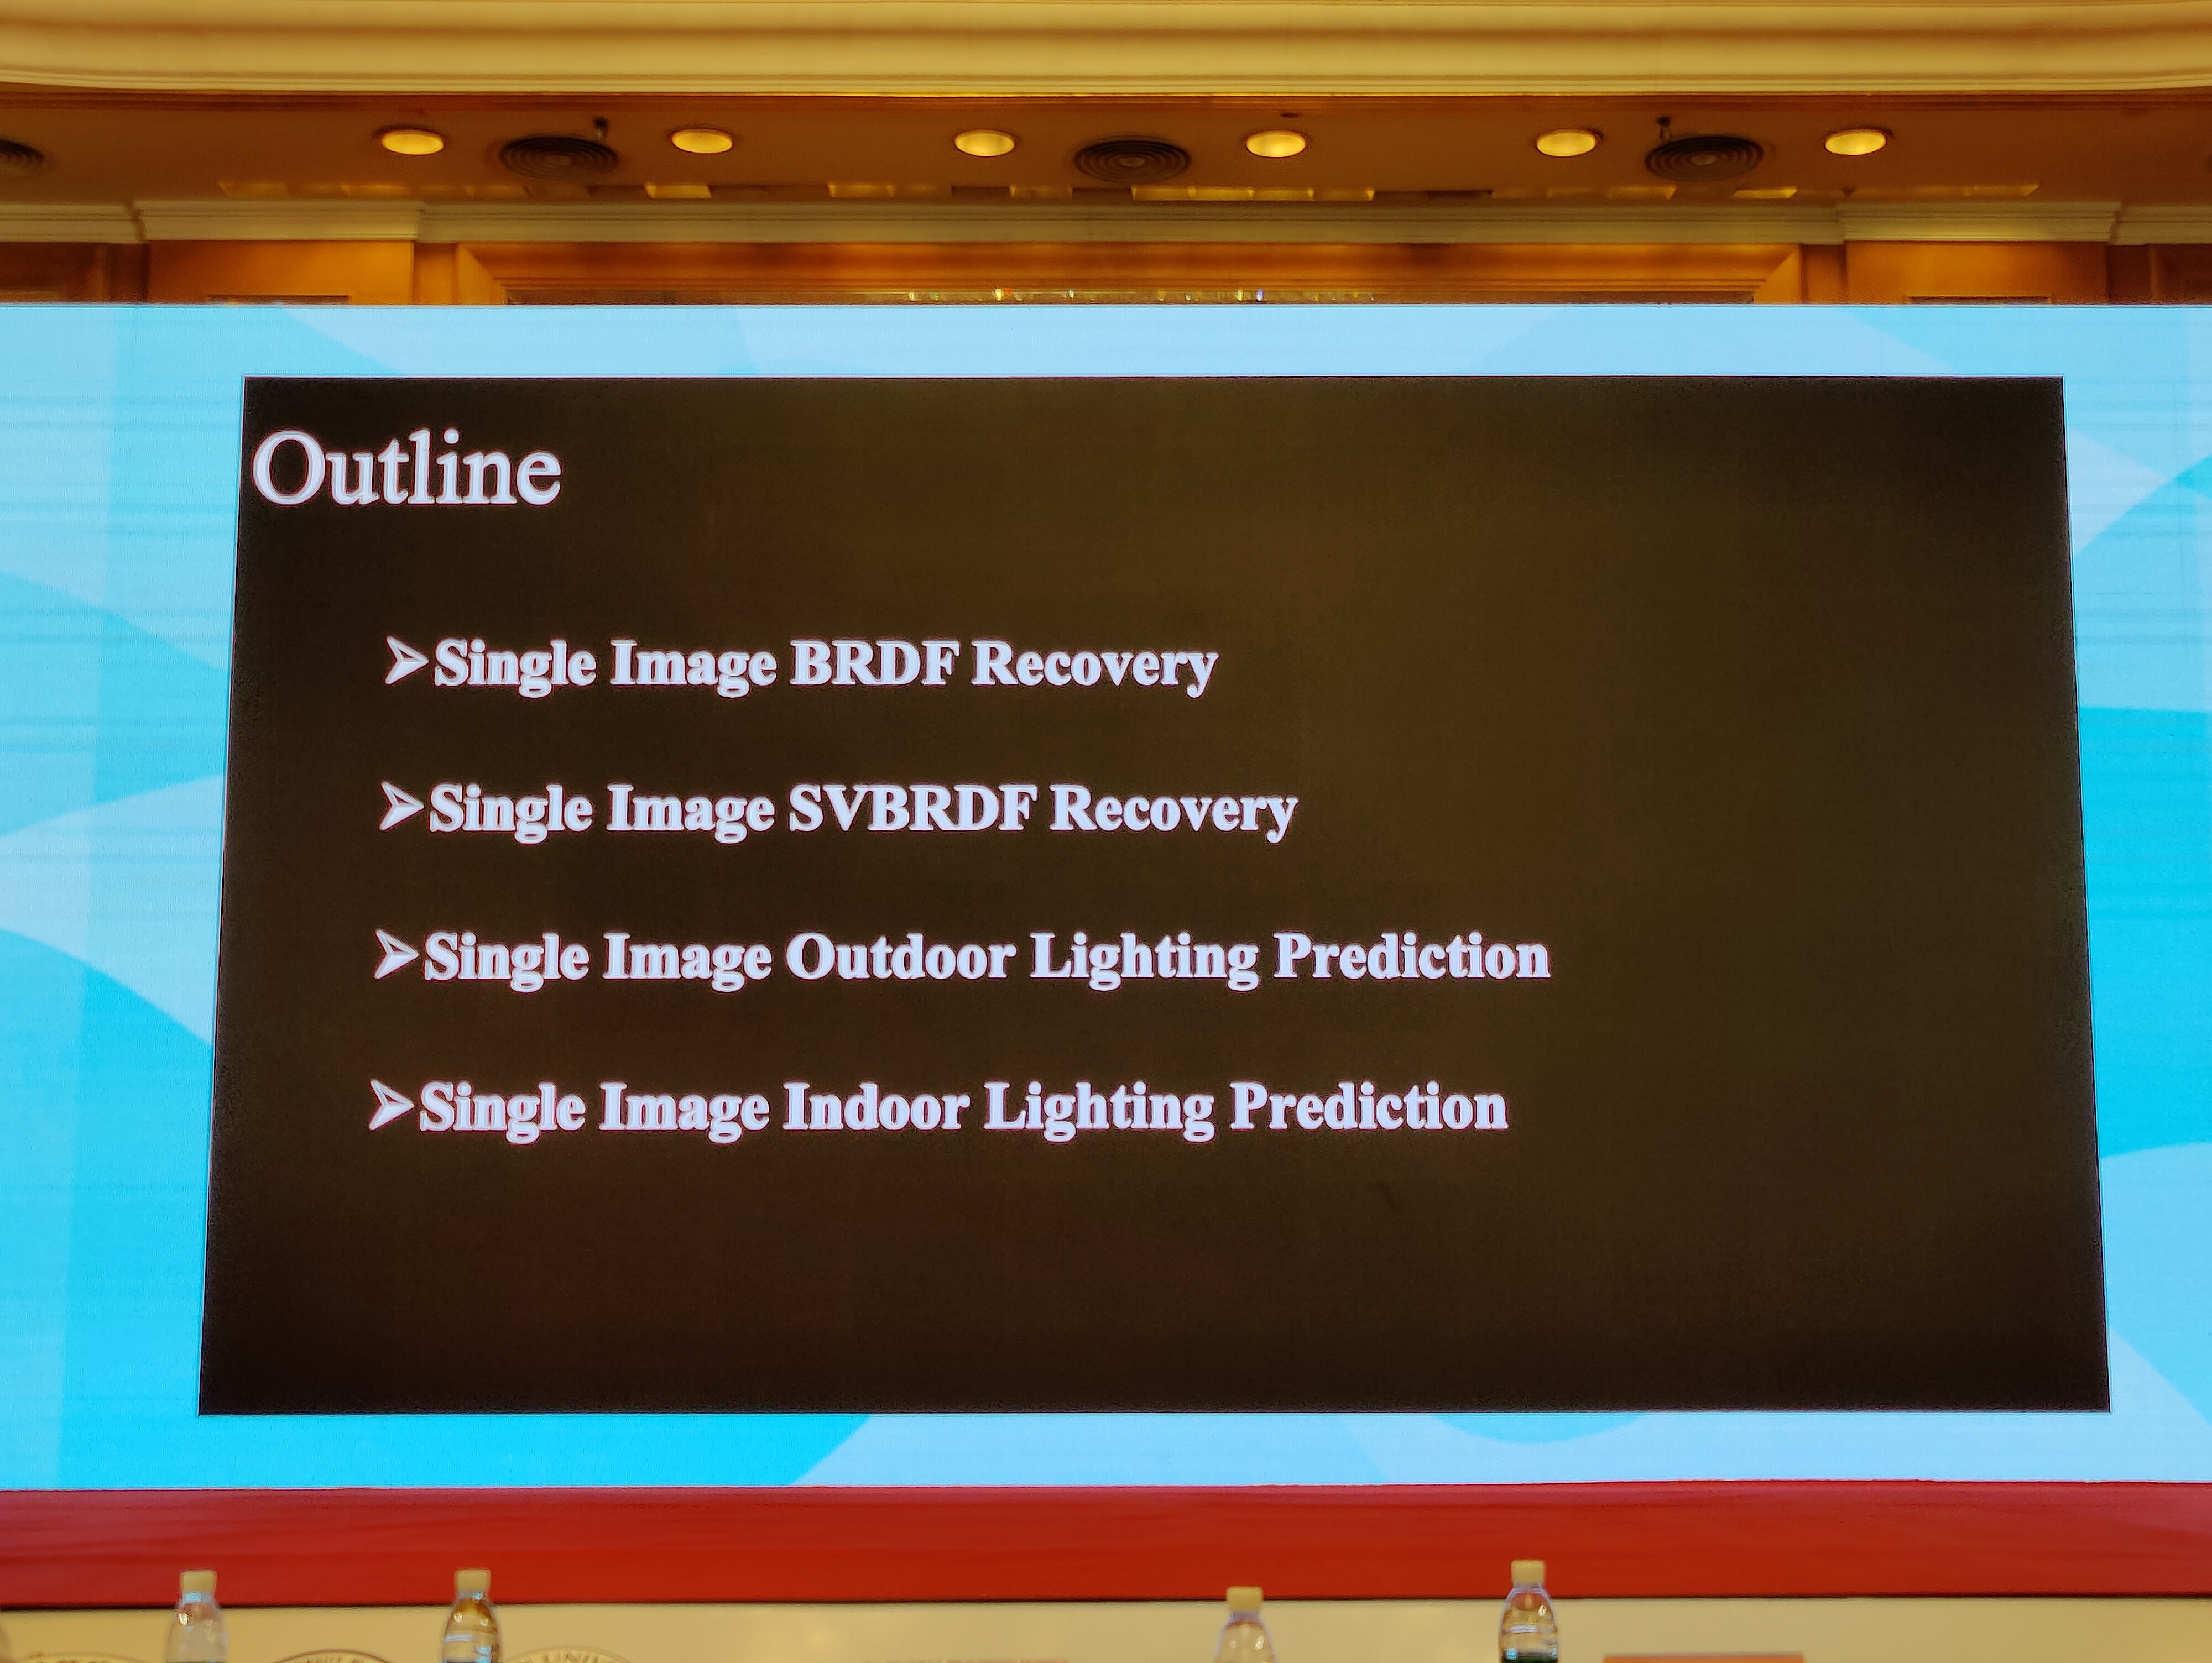 Outline
➢Single Image BRDF Recovery
➢Single Image SVBRDF Recovery
➢Single Image Outdoor Lighting Prediction
➢Single Image Indoor Lighting Prediction